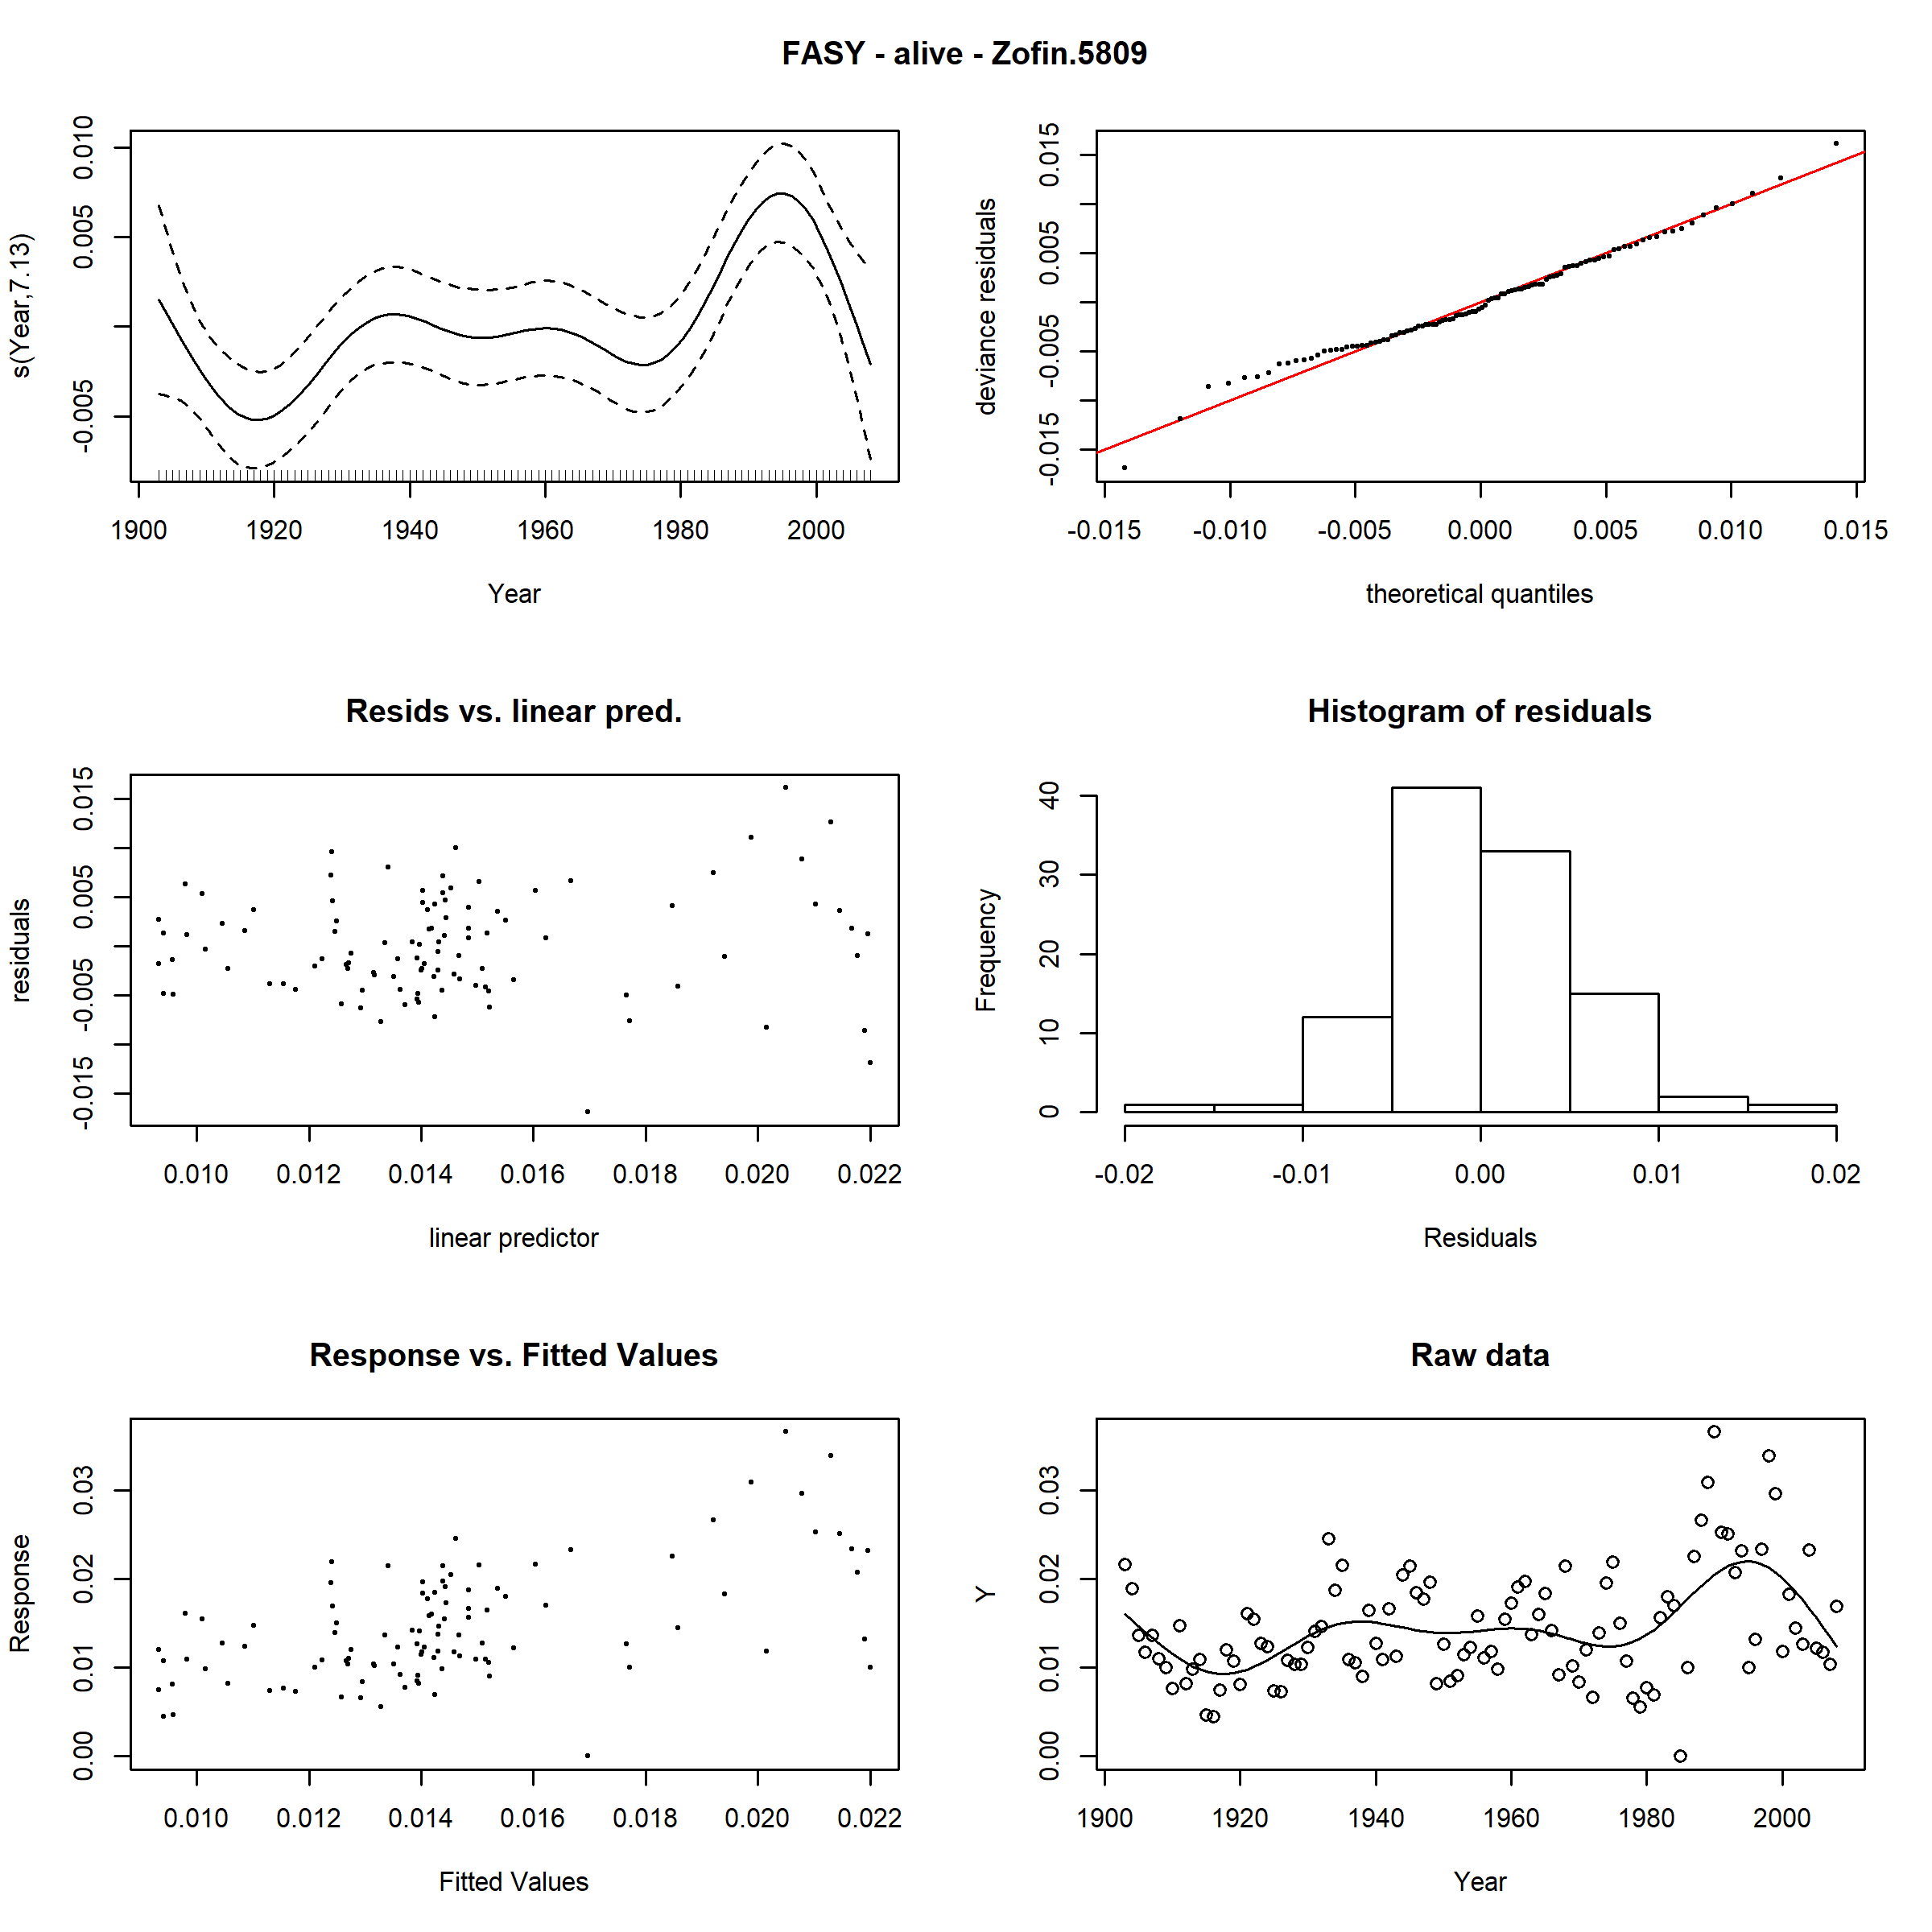 FASY - alive - Zofin.5809
s(Year,7.13)
-0.005 0.005 0.010
1900 1920 1940 1960 1980 2000
Year
deviance residuals
-0.015 -0.005 0.005 0.015
-0.015 -0.010 -0.005 0.000 0.005 0.010 0.015
theoretical quantiles
Resids vs. linear pred.
residuals
-0.015 -0.005 0.005 0.015
0.010 0.012 0.014 0.016 0.018 0.020 0.022
linear predictor
Histogram of residuals
Frequency
0 10 20 30 40
-0.02 -0.01 0.00 0.01 0.02
Residuals
Response vs. Fitted Values
Response
0.00 0.01 0.02 0.03
0.010 0.012 0.014 0.016 0.018 0.020 0.022
Fitted Values
Raw data
Y
0.00 0.01 0.02 0.03
1900 1920 1940 1960 1980 2000
Year